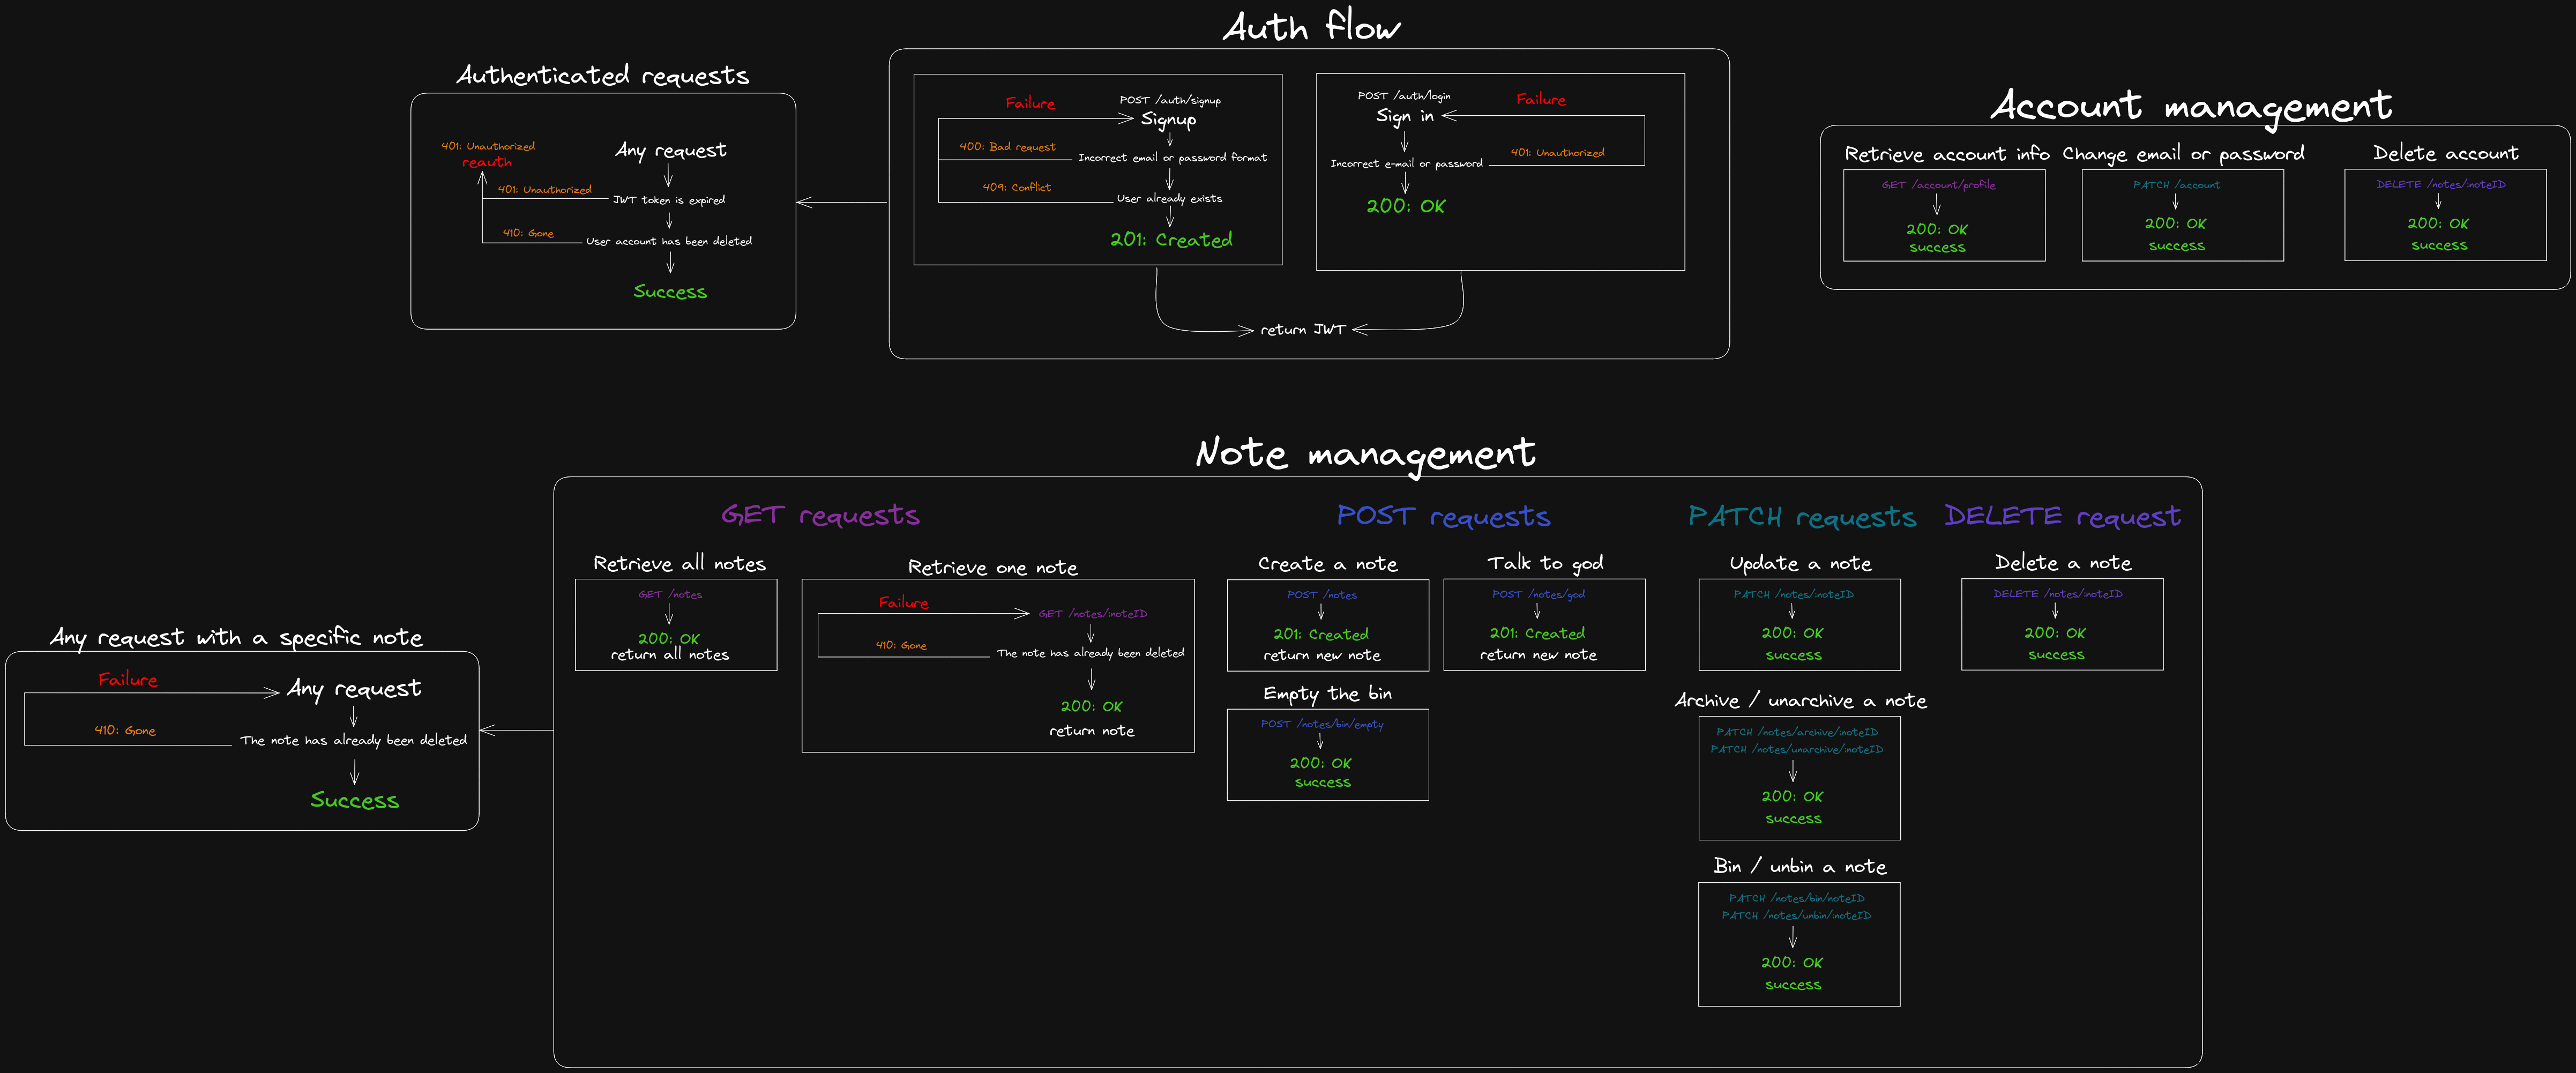 Auth flow
Authenticated requests
401: Unauthorized
reauth
Any request
401: Unauthorized
JWT token is expired
410: Gone
User account has been deleted
Success
Failure
POST /auth/signup
Signup
400: Bad request
Incorrect email or password format
409: Conflict
User already exists
201: Created
POST /auth/login
Failure
Sign in
Incorrect e-mail or password
401: Unauthorized
200: OK
return JWT
Account management
Retrieve account info
GET /account/profile
200: OK
success
Change email or password
PATCH /account
200: OK
success
Delete account
DELETE /notes/:noteID
200: OK
success
Note management
GET requests
Retrieve all notes
GET /notes
200: OK
return all notes
Retrieve one note
Failure
GET /notes/:noteID
410: Gone
The note has already been deleted
200: OK
return note
POST requests
Create a note
POST /notes
201: Created
return new note
Talk to god
POST /notes/god
201: Created
return new note
Empty the bin
POST /notes/bin/empty
200: OK
success
PATCH requests
Update a note
PATCH /notes/:noteID
200: OK
success
Archive / unarchive a note
PATCH /notes/archive/:noteID
PATCH /notes/unarchive/:noteID
200: OK
success
Bin / unbin a note
PATCH /notes/bin/noteID
PATCH /notes/unbin/:noteID
200: OK
success
DELETE request
Delete a note
DELETE /notes/:noteID
200: OK
success
Any request with a specific note
Failure
Any request
410: Gone
The note has already been deleted
Success